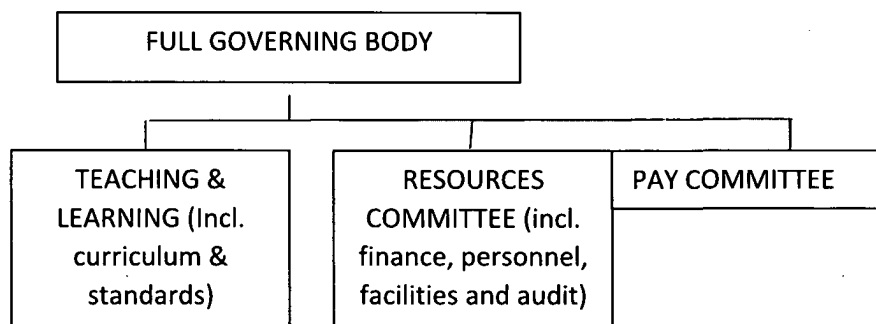 FULL GOVERNING BODY
TEACHING &
LEARNING (Incl.
curriculum &
standards)
RESOURCES
COMMITTEE (incl.
finance, personnel,
facilities and audit)
PAY COMMITTEE